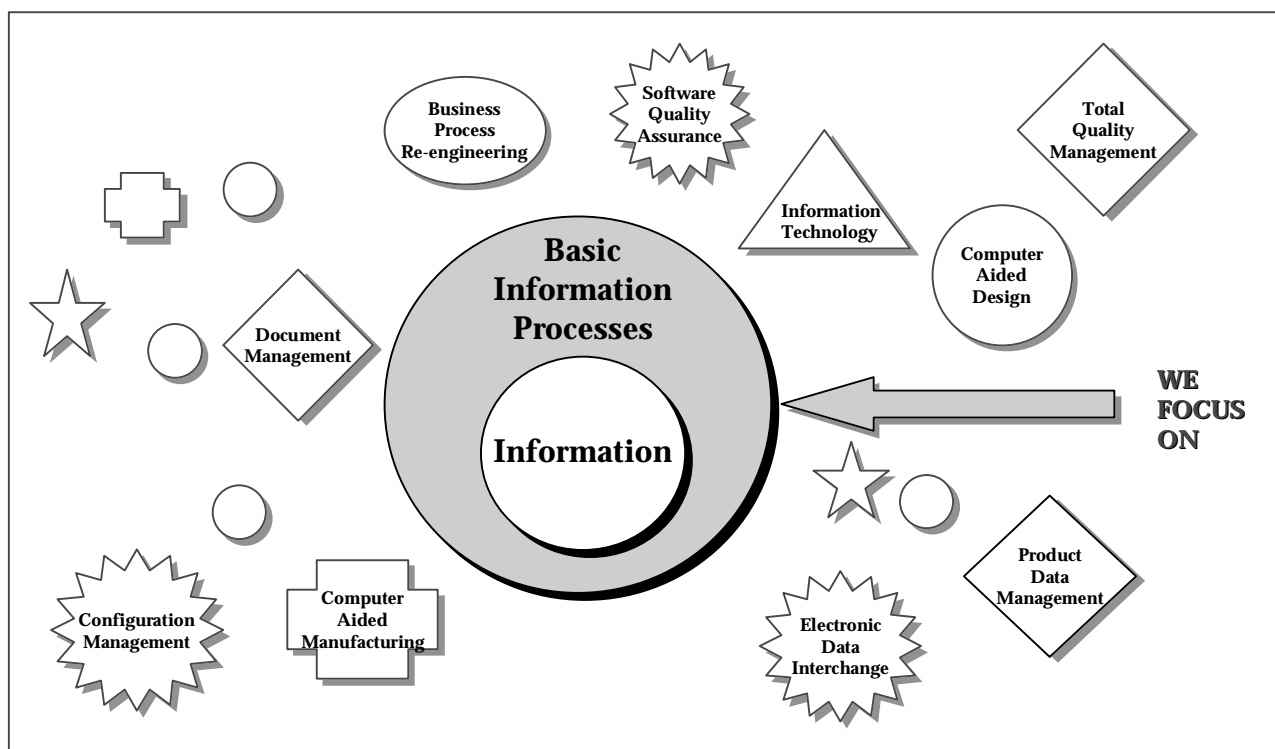 Business
Process
Re-engineering
Software
Quality
Assurance
Total
Quality
Management
Information
Technology
Computer
Aided
Design
Basic
Information
Processes
Document
Management
WE
FOCUS
ON
Information
Product
Data
Management
Configuration
Management
Computer
Aided
Manufacturing
Electronic
Data
Interchange